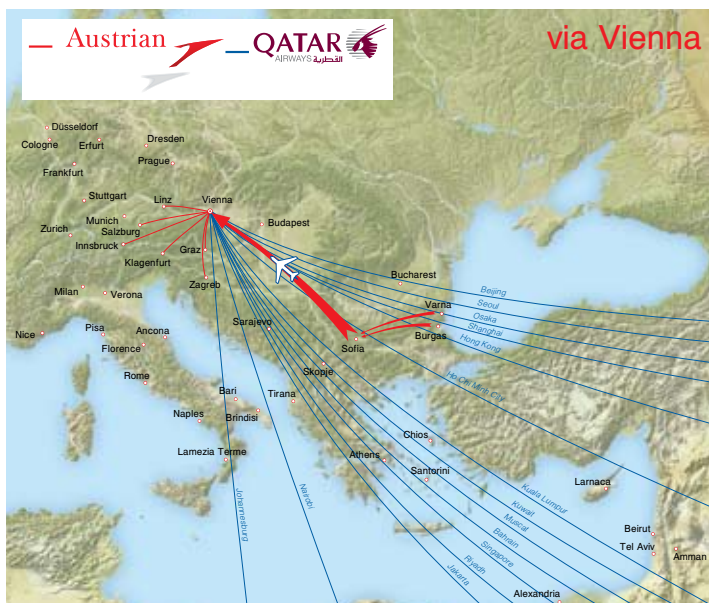 Austrian
QATAR
AIRWAYS القطرية
via Vienna
Düsseldorf
Cologne
Erfurt
Dresden
Prague
Frankfurt
Stuttgart
Linz
Vienna
Munich
Salzburg
Zurich
Innsbruck
Budapest
Graz
Klagenfurt
Zagreb
Bucharest
Milan
Verona
Beijing
Seoul
Osaka
Shanghai
Hong Kong
Varna
Burgas
Nice
Pisa
Ancona
Florence
Sarajevo
Sofia
Skopje
Rome
Ho Chi Minh City
Bari
Tirana
Naples
Brindisi
Chios
Lamezia Terme
Athens
Santorini
Larnaca
Kuala Lumpur
Kuwait
Muscat
Bahrain
Singapore
Riyadh
Jakarta
Johannesburg
Nairobi
Beirut
Tel Aviv
Amman
Alexandria